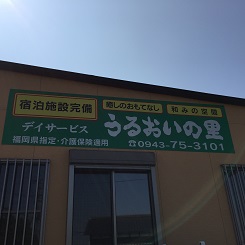 宿泊施設完備
癒しのおもてなし
和みの空間
デイサービス
うるおいの里
福岡県指定・介護保険適用
☎0943-75-3101